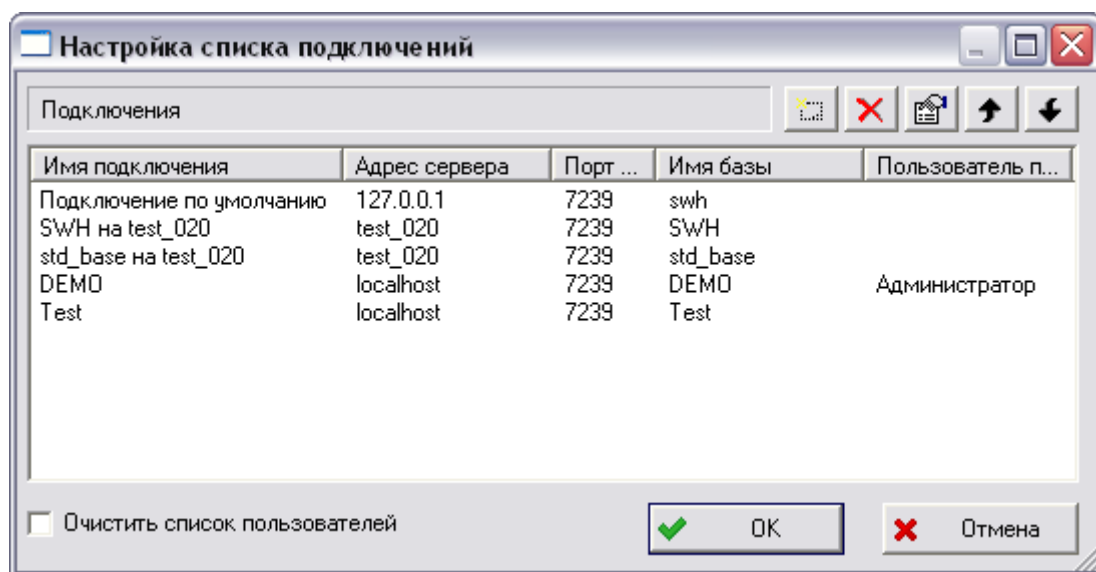 Настройка списка подключений
Подключения
Имя подключения Адрес сервера Порт ... Имя базы Пользователь п...
Подключение по умолчанию 127.0.0.1 7239 swh
SWH на test_020 test_020 7239 SWH
std_base на test_020 test_020 7239 std_base
DEMO localhost 7239 DEMO Администратор
Test localhost 7239 Test
Очистить список пользователей OK Отмена